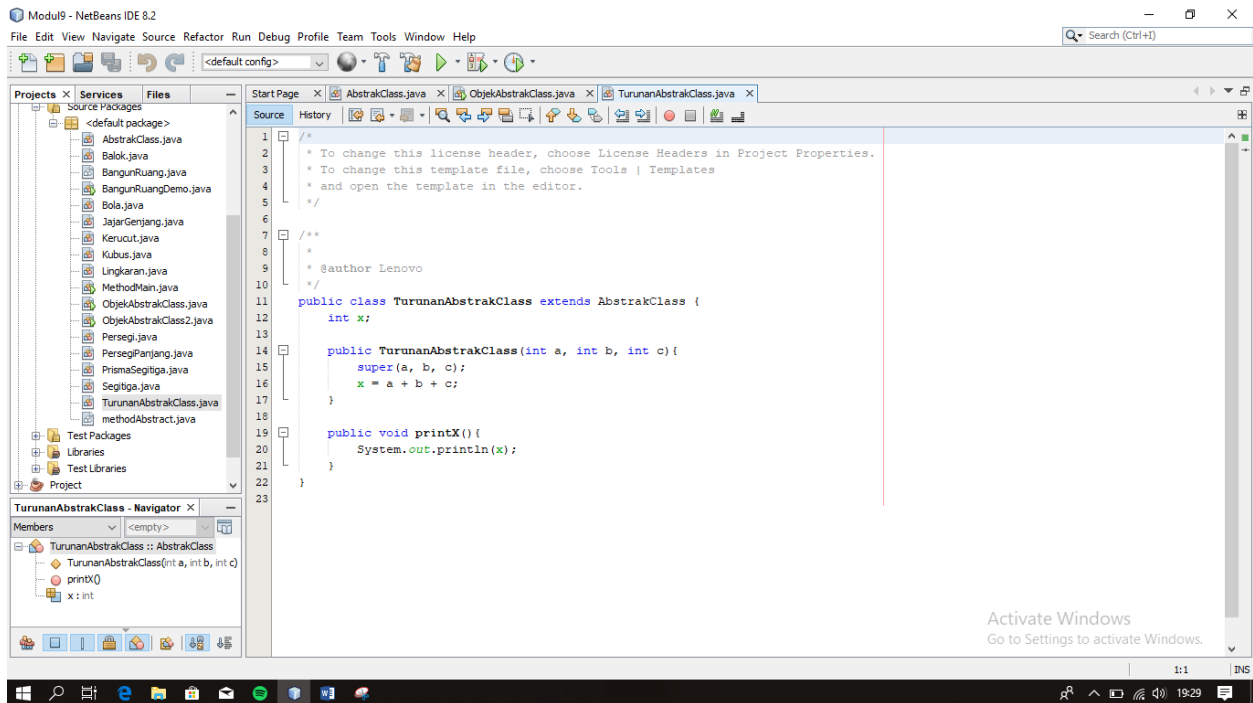 Modul9 - NetBeans IDE 8.2
File Edit View Navigate Source Refactor Run Debug Profile Team Tools Window Help
Search (Ctrl+I)
<default config>
Projects Services Files
Source Packages
<default package>
AbstrakClass.java
Balok.java
BangunRuang.java
BangunRuangDemo.java
Bola.java
JajarGenjang.java
Kerucut.java
Kubus.java
Lingkaran.java
MethodMain.java
ObjekAbstrakClass.java
ObjekAbstrakClass2.java
Persegi.java
PersegiPanjang.java
PrismaSegitiga.java
Segitiga.java
TurunanAbstrakClass.java
methodAbstract.java
Test Packages
Libraries
Test Libraries
Project
TurunanAbstrakClass - Navigator
Members <empty>
TurunanAbstrakClass :: AbstrakClass
TurunanAbstrakClass(int a, int b, int c)
printX()
x : int
Start Page AbstrakClass.java ObjekAbstrakClass.java TurunanAbstrakClass.java
Source History
1 /*
2 * To change this license header, choose License Headers in Project Properties.
3 * To change this template file, choose Tools | Templates
4 * and open the template in the editor.
5 */
6
7 /**
8 *
9 * @author Lenovo
10 */
11 public class TurunanAbstrakClass extends AbstrakClass {
12 int x;
13
14 public TurunanAbstrakClass(int a, int b, int c){
15 super(a, b, c);
16 x = a + b + c;
17 }
18
19 public void printX(){
20 System.out.println(x);
21 }
22 }
23
Activate Windows
Go to Settings to activate Windows.
1:1 INS
19:29